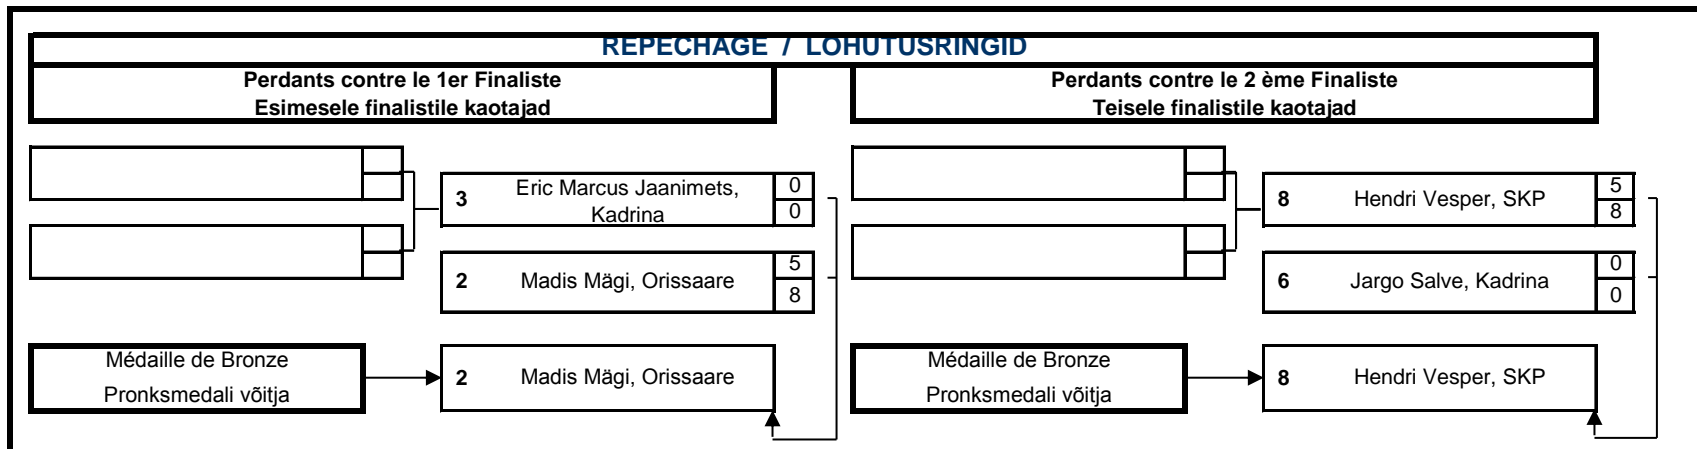 REPECHAGE / LOHUTUSRINGID
Perdants contre le 1er Finaliste
Esimesele finalistile kaotajad
Perdants contre le 2 ème Finaliste
Teisele finalistile kaotajad
3 Eric Marcus Jaanimets, Kadrina 0 0
2 Madis Mägi, Orissaare 5 8
8 Hendri Vesper, SKP 5 8
6 Jargo Salve, Kadrina 0 0
Médaille de Bronze
Pronksmedali võitja
2 Madis Mägi, Orissaare
Médaille de Bronze
Pronksmedali võitja
8 Hendri Vesper, SKP